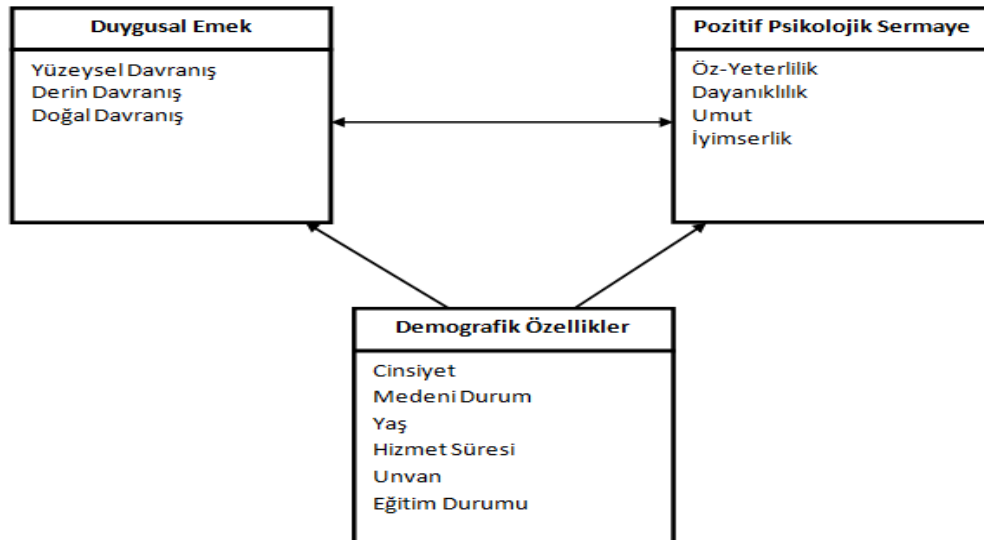 Duygusal Emek
Yüzeysel Davranış
Derin Davranış
Doğal Davranış
Pozitif Psikolojik Sermaye
Öz-Yeterlilik
Dayanıklılık
Umut
İyimserlik
Demografik Özellikler
Cinsiyet
Medeni Durum
Yaş
Hizmet Süresi
Unvan
Eğitim Durumu